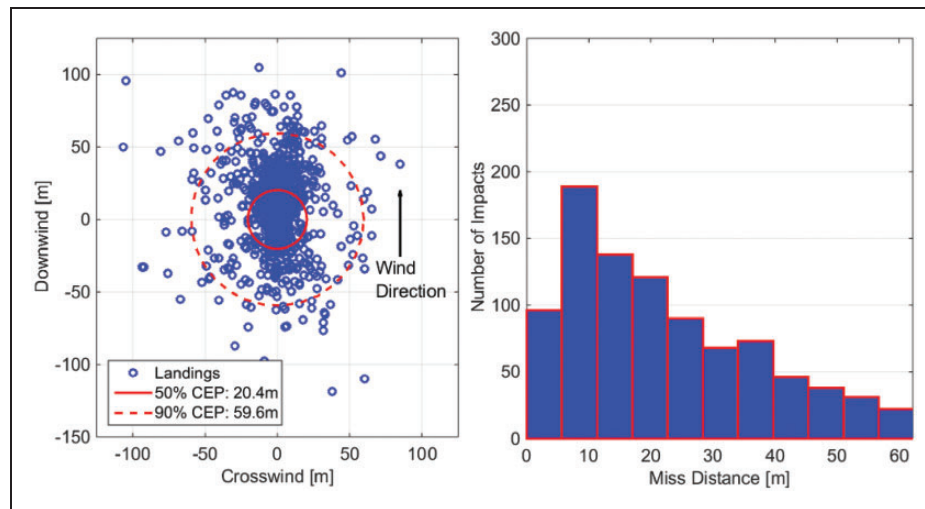 100
50
0
-50
-100
-150
Downwind [m]
-100 -50 0 50 100
Crosswind [m]
Wind
Direction
Landings
50% CEP: 20.4m
90% CEP: 59.6m
300
250
200
150
100
50
0
Number of Impacts
0 10 20 30 40 50 60
Miss Distance [m]